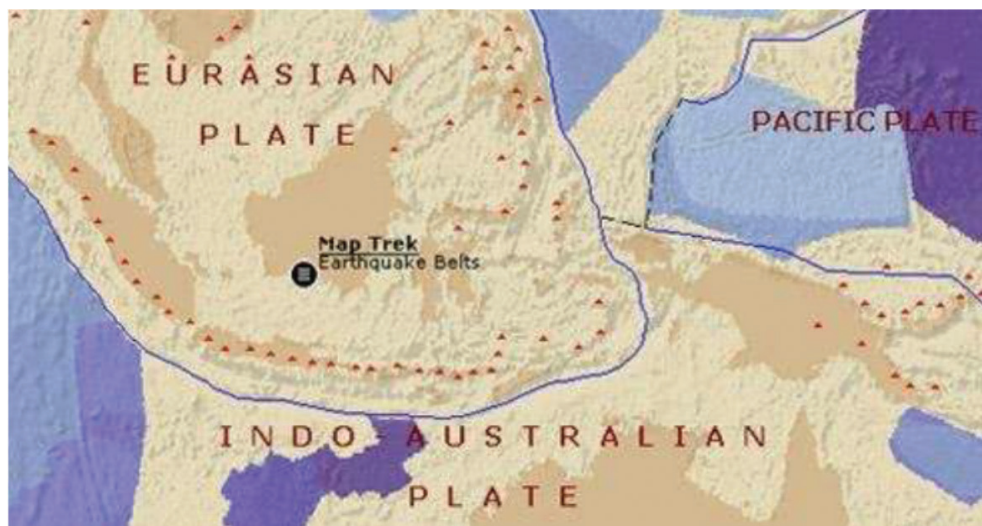 EURASIAN
PLATE
PACIFIC PLATE
Map Trek
Earthquake Belts
INDO-AUSTRALIAN
PLATE